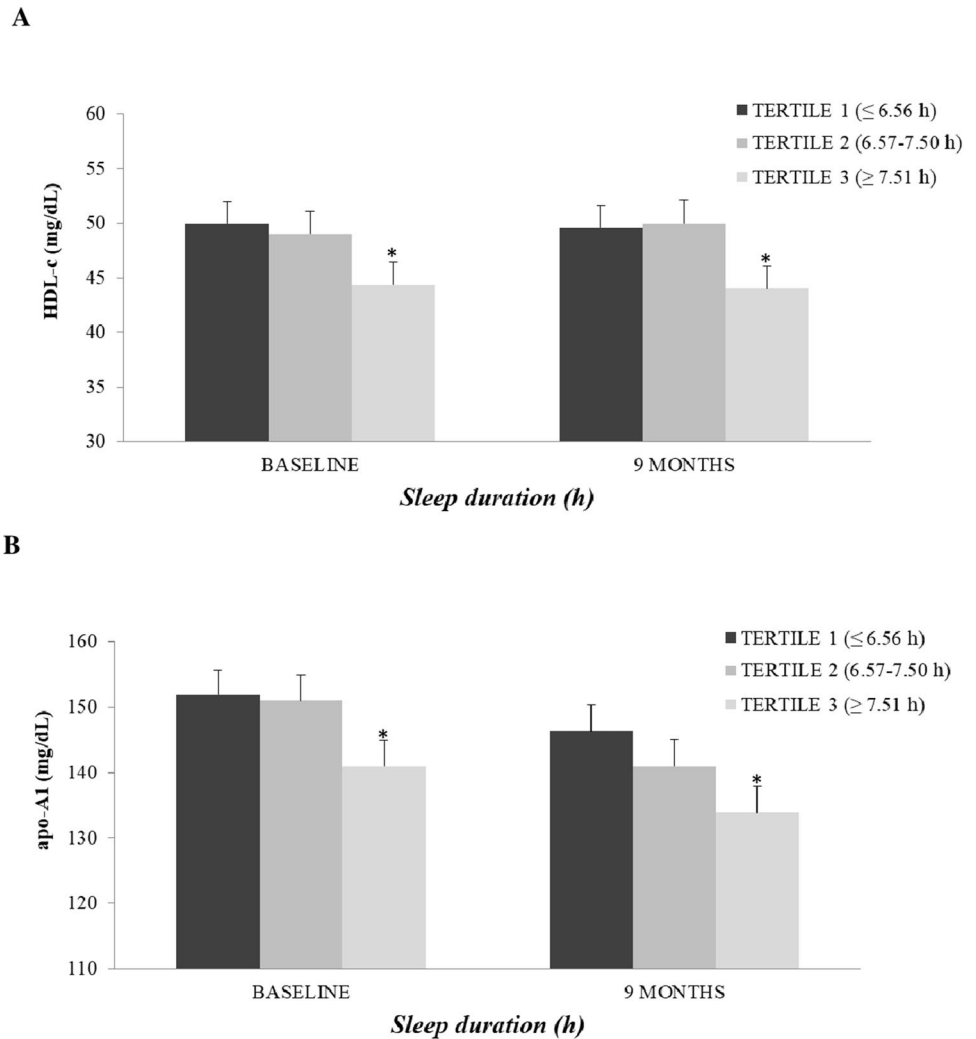 A
60
55
50
45
40
35
30
HDL-c (mg/dL)
TERTILE 1 (≤ 6.56 h)
TERTILE 2 (6.57-7.50 h)
TERTILE 3 (≥ 7.51 h)
*
*
BASELINE
9 MONTHS
Sleep duration (h)
B
160
150
140
130
120
110
apo-A1 (mg/dL)
TERTILE 1 (≤ 6.56 h)
TERTILE 2 (6.57-7.50 h)
TERTILE 3 (≥ 7.51 h)
*
*
BASELINE
9 MONTHS
Sleep duration (h)